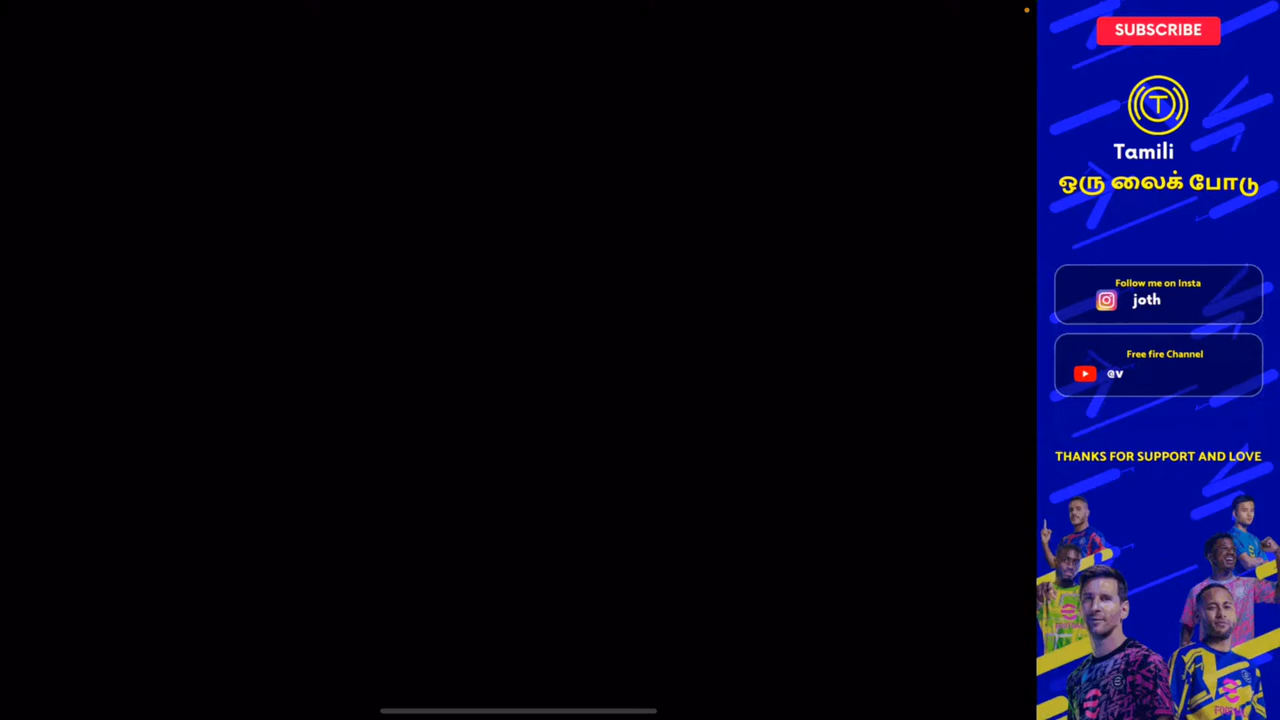 SUBSCRIBE
T
Tamili
ஒரு லைக் போடு
Follow me on Insta
joth
Free fire Channel
@v
THANKS FOR SUPPORT AND LOVE